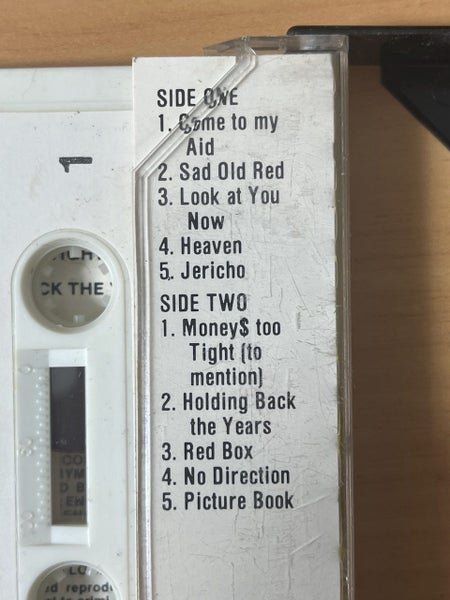 SIDE ONE
1. Come to my
Aid
2. Sad Old Red
3. Look at You
Now
4. Heaven
5. Jericho
SIDE TWO
1. Money$ too
Tight (to
mention)
2. Holding Back
the Years
3. Red Box
4. No Direction
5. Picture Book
1
CK THE